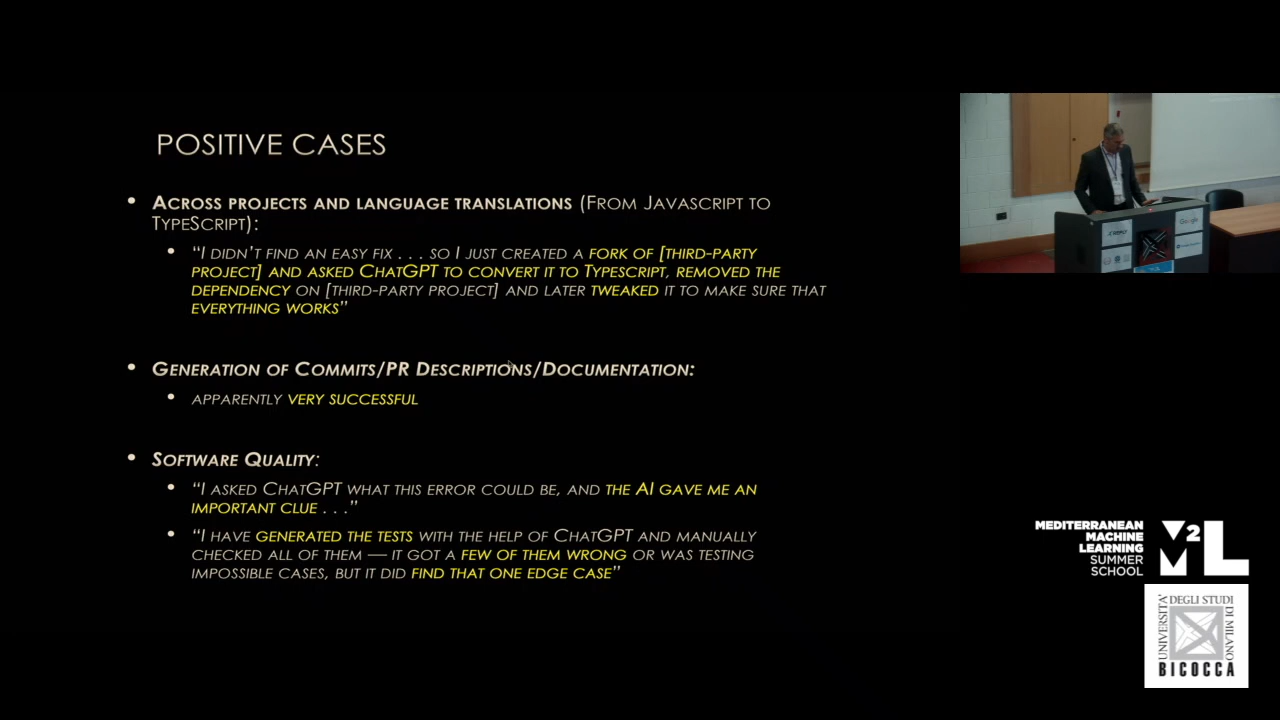 POSITIVE CASES
• ACROSS PROJECTS AND LANGUAGE TRANSLATIONS (FROM JAVASCRIPT TO
TYPESCRIPT):
• “I DIDN’T FIND AN EASY FIX . . . SO I JUST CREATED A FORK OF [THIRD-PARTY
PROJECT] AND ASKED CHATGPT TO CONVERT IT TO TYPESCRIPT, REMOVED THE
DEPENDENCY ON [THIRD-PARTY PROJECT] AND LATER TWEAKED IT TO MAKE SURE THAT
EVERYTHING WORKS”
• GENERATION OF COMMITS/PR DESCRIPTIONS/DOCUMENTATION:
• APPARENTLY VERY SUCCESSFUL
• SOFTWARE QUALITY:
• “I ASKED CHATGPT WHAT THIS ERROR COULD BE, AND THE AI GAVE ME AN
IMPORTANT CLUE . . .”
• “I HAVE GENERATED THE TESTS WITH THE HELP OF CHATGPT AND MANUALLY
CHECKED ALL OF THEM — IT GOT A FEW OF THEM WRONG OR WAS TESTING
IMPOSSIBLE CASES, BUT IT DID FIND THAT ONE EDGE CASE”
Google
MEDITERRANEAN
MACHINE
LEARNING
SUMMER
SCHOOL
M2L
UNIVERSITA'
DEGLI STUDI
DI MILANO
BICOCCA